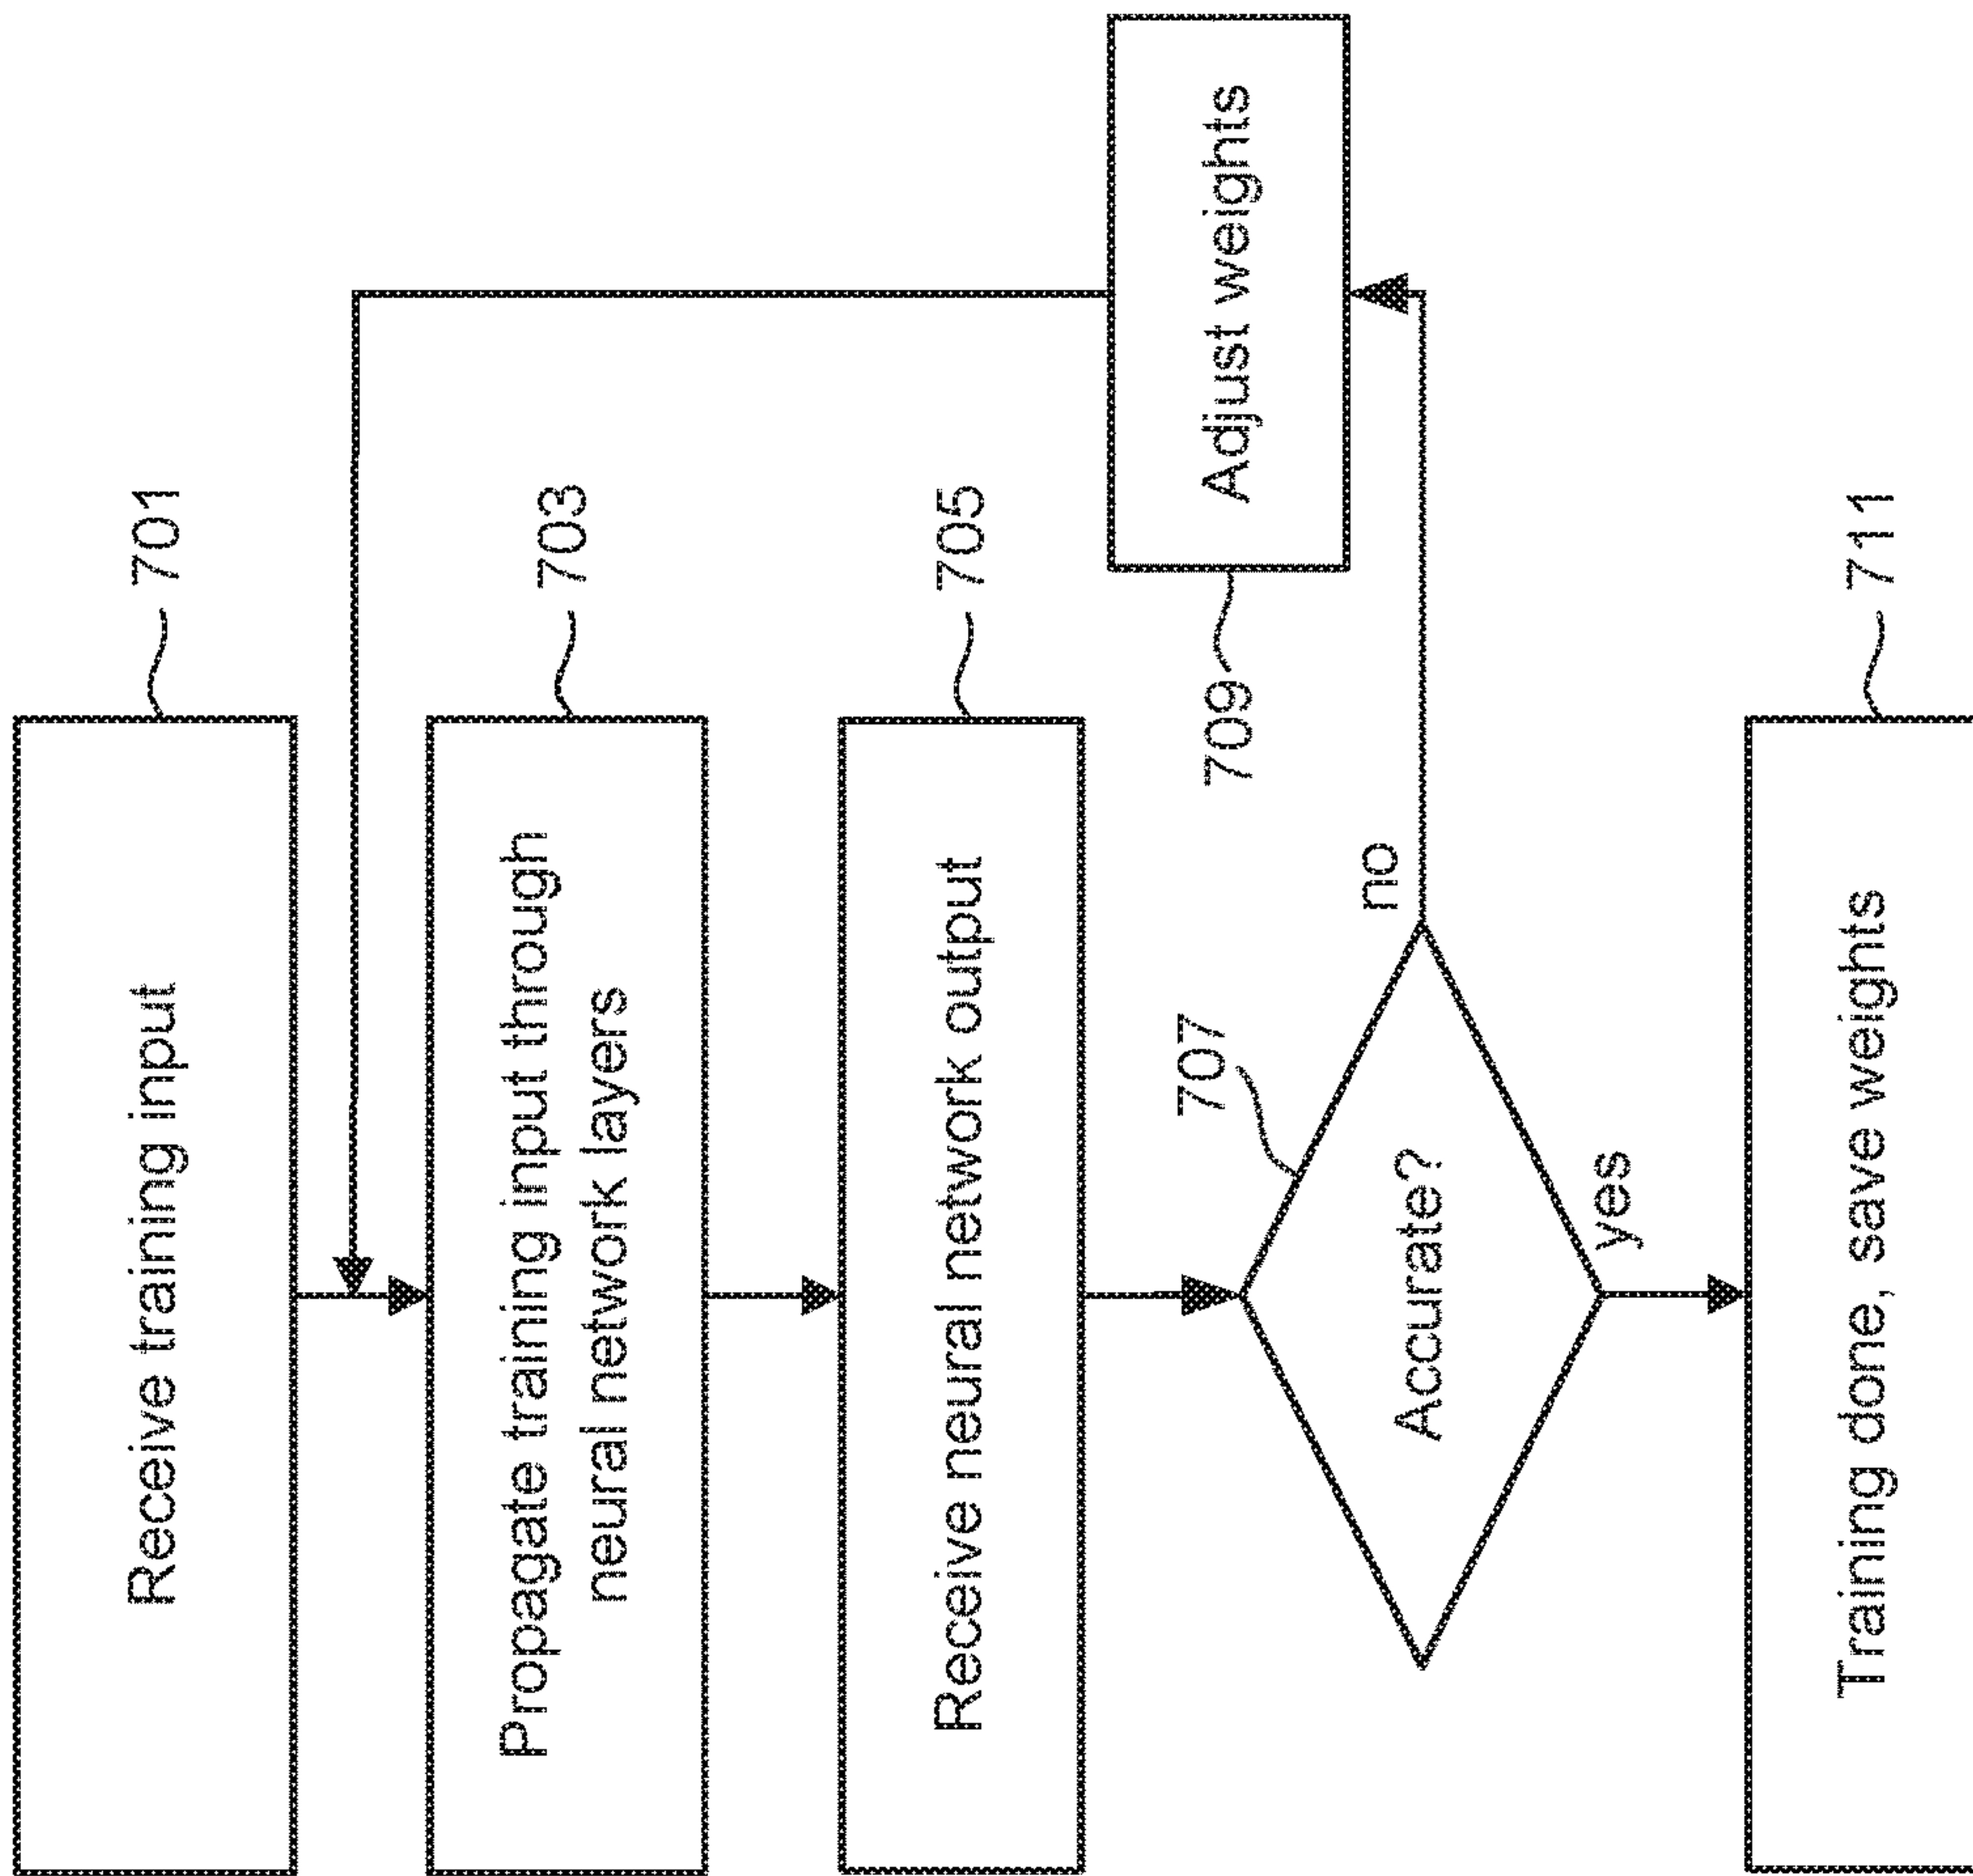 Receive training input
701
Propagate training input through
neural network layers
703
Receive neural network output
705
Accurate?
707
no
yes
Adjust weights
709
Training done, save weights
711